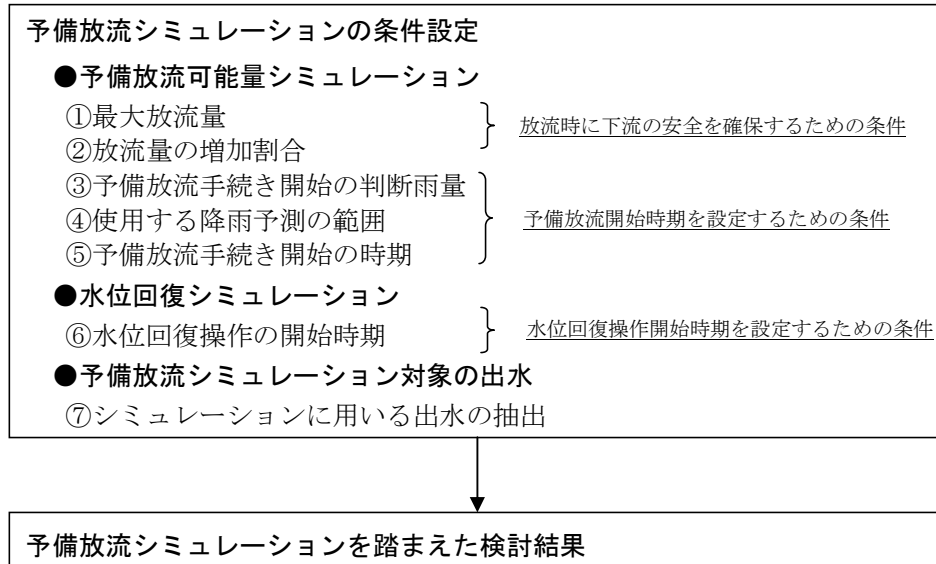 予備放流シミュレーションの条件設定
●予備放流可能量シミュレーション
①最大放流量
②放流量の増加割合
放流時に下流の安全を確保するための条件
③予備放流手続き開始の判断雨量
④使用する降雨予測の範囲
⑤予備放流手続き開始の時期
予備放流開始時期を設定するための条件
●水位回復シミュレーション
⑥水位回復操作の開始時期
水位回復操作開始時期を設定するための条件
●予備放流シミュレーション対象の出水
⑦シミュレーションに用いる出水の抽出
予備放流シミュレーションを踏まえた検討結果